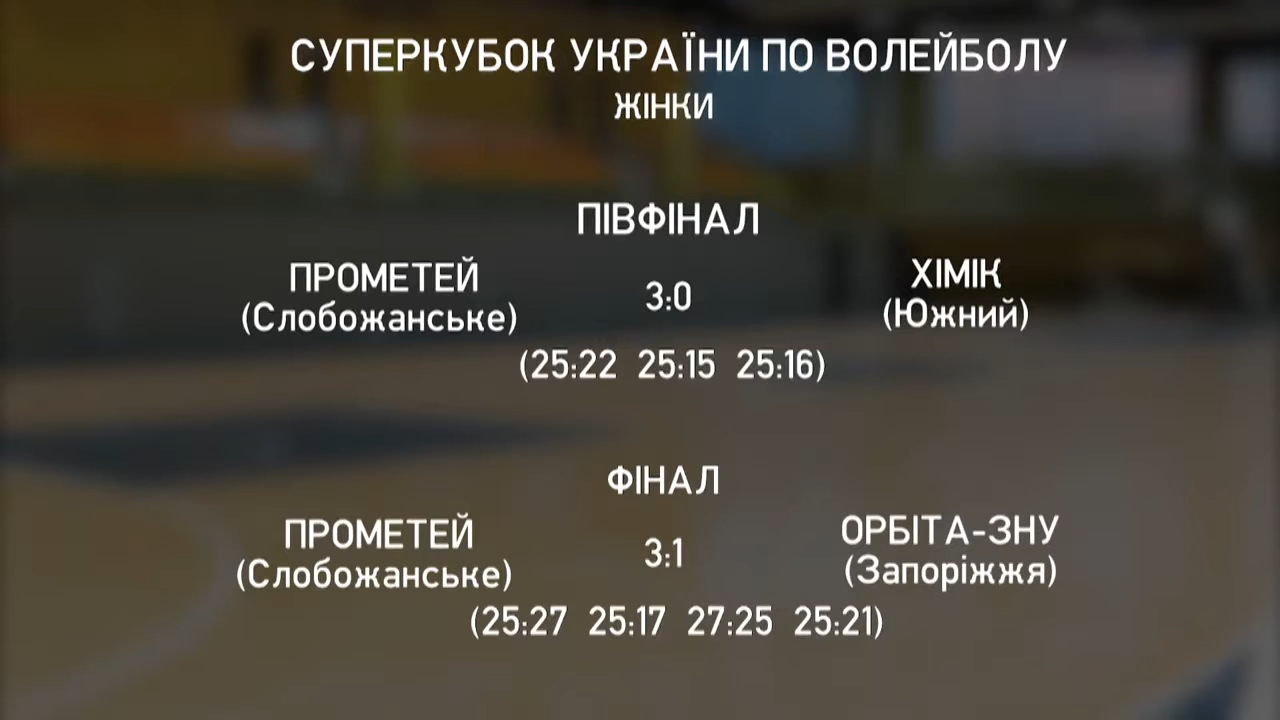 СУПЕРКУБОК УКРАЇНИ ПО ВОЛЕЙБОЛУ
ЖІНКИ
ПІВФІНАЛ
ПРОМЕТЕЙ 3:0 ХІМІК
(Слобожанське) (Южний)
(25:22 25:15 25:16)
ФІНАЛ
ПРОМЕТЕЙ 3:1 ОРБІТА-ЗНУ
(Слобожанське) (Запоріжжя)
(25:27 25:17 27:25 25:21)